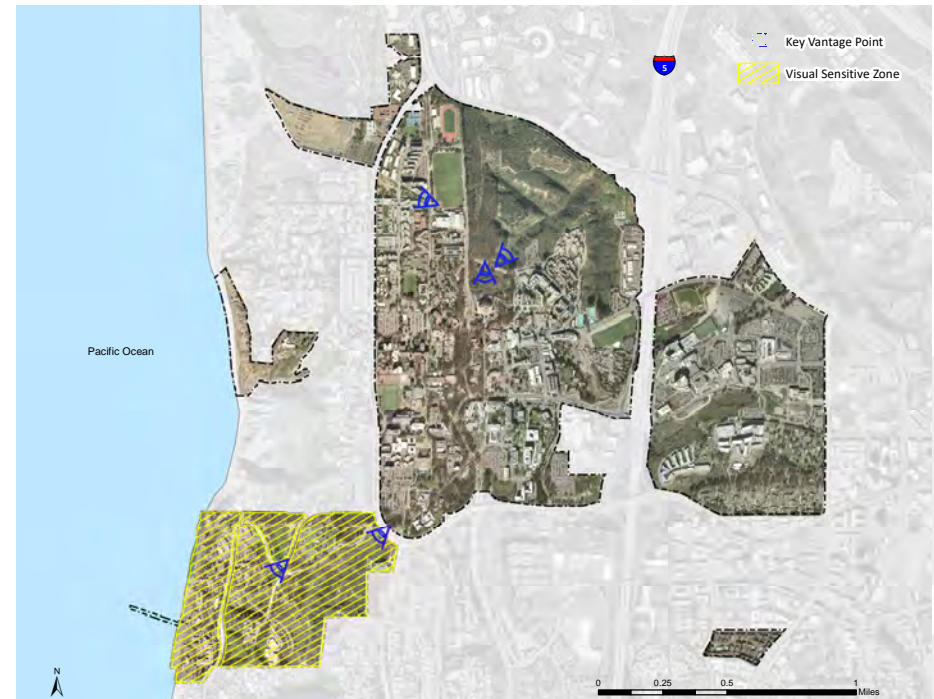 5
Key Vantage Point
Visual Sensitive Zone
Pacific Ocean
N
0 0.25 0.5 1
Miles